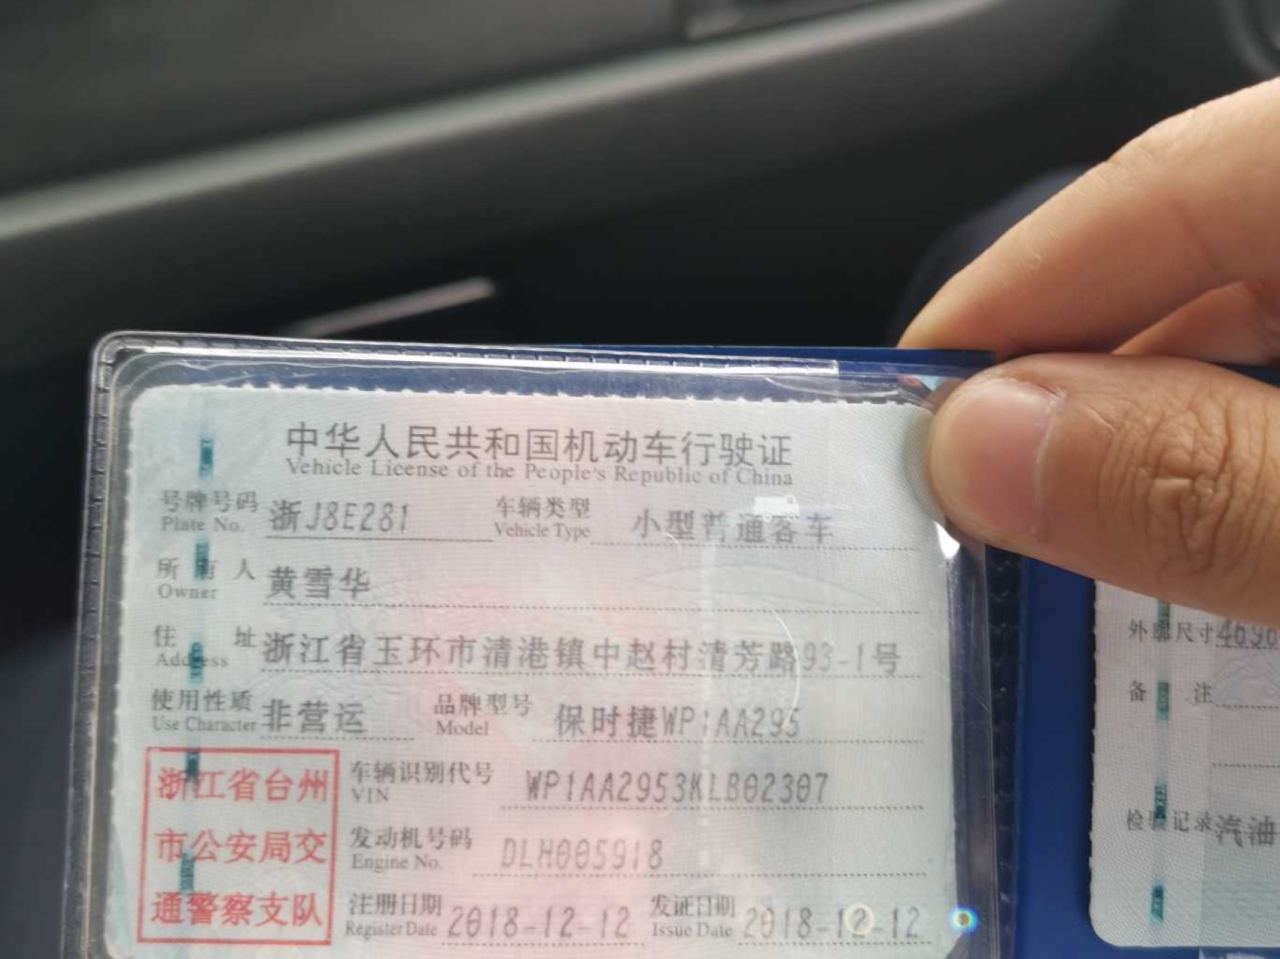 中华人民共和国机动车行驶证
Vehicle License of the People's Republic of China
号牌号码 浙J8E281 车辆类型 小型普通客车
Plate No. Vehicle Type
所有人 黄雪华
Owner
住址 浙江省玉环市清港镇中赵村清芳路93-1号
Address
使用性质 非营运 品牌型号 保时捷WP1AA295
Use Character Model
浙江省台州
市公安局交
通警察支队
车辆识别代号 WP1AA2953KLB02307
VIN
发动机号码 DLH005918
Engine No.
注册日期 2018-12-12 发证日期 2018-12-12
Register Date Issue Date
外廓尺寸
备注
检验记录 汽油